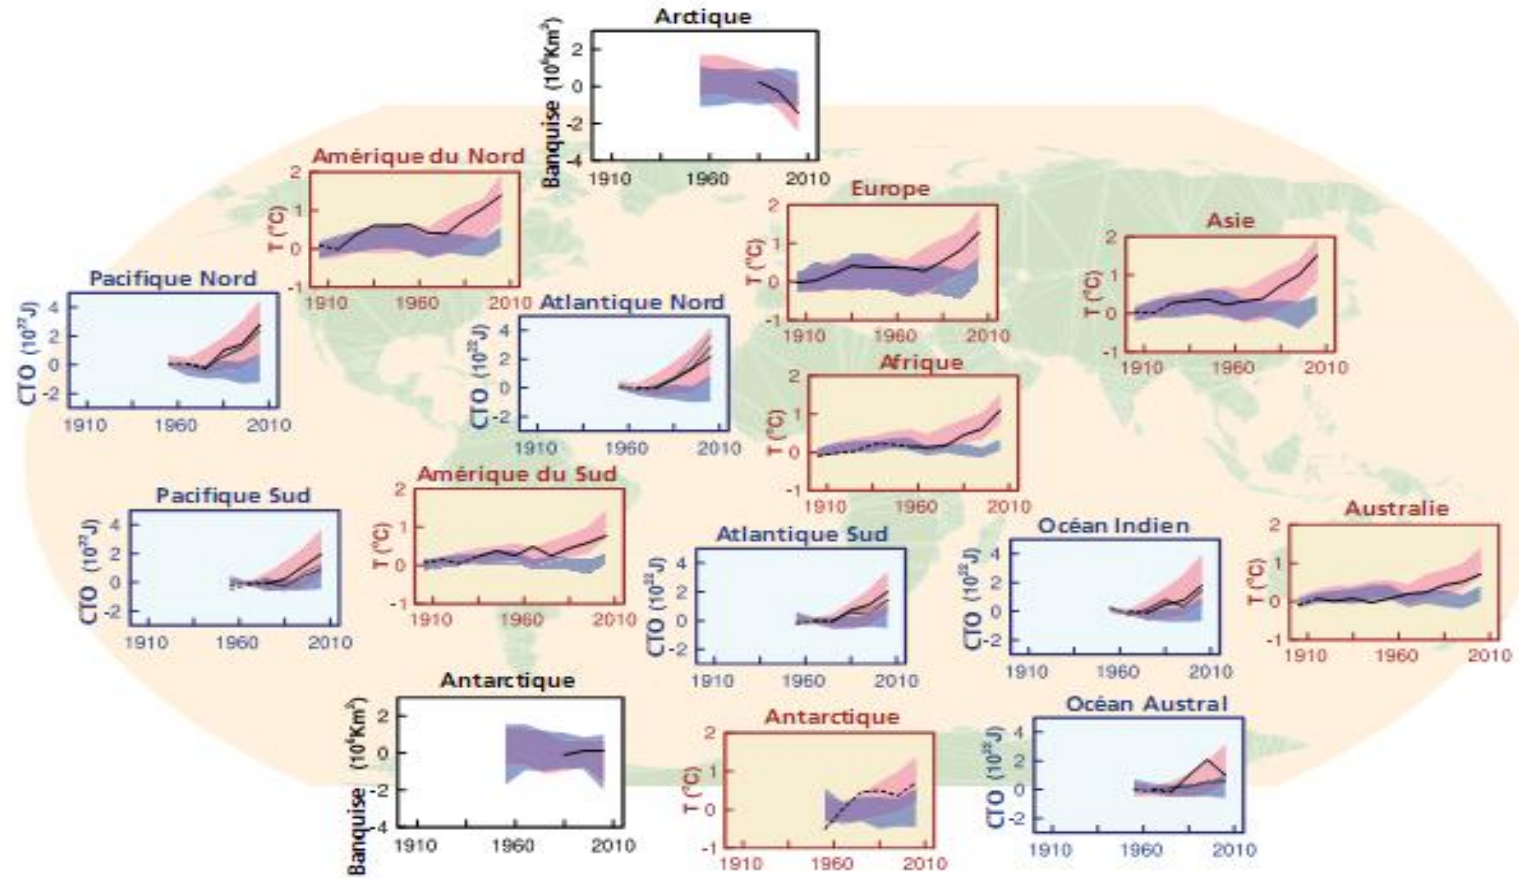 Arctique
Banquise (10⁶Km²)
2
0
-2
-4
1910 1960 2010
Amérique du Nord
T (°C)
2
1
0
-1
1910 1960 2010
Europe
T (°C)
2
1
0
-1
1910 1960 2010
Asie
T (°C)
2
1
0
-1
1910 1960 2010
Pacifique Nord
CTO (10²²J)
4
2
0
-2
1910 1960 2010
Atlantique Nord
CTO (10²²J)
4
2
0
-2
1910 1960 2010
Afrique
T (°C)
2
1
0
-1
1910 1960 2010
Pacifique Sud
CTO (10²²J)
4
2
0
-2
1910 1960 2010
Amérique du Sud
T (°C)
2
1
0
-1
1910 1960 2010
Atlantique Sud
CTO (10²²J)
4
2
0
-2
1910 1960 2010
Océan Indien
CTO (10²²J)
4
2
0
-2
1910 1960 2010
Australie
T (°C)
2
1
0
-1
1910 1960 2010
Antarctique
Banquise (10⁶Km²)
2
0
-2
-4
1910 1960 2010
Antarctique
T (°C)
2
1
0
-1
1910 1960 2010
Océan Austral
CTO (10²²J)
4
2
0
-2
1910 1960 2010